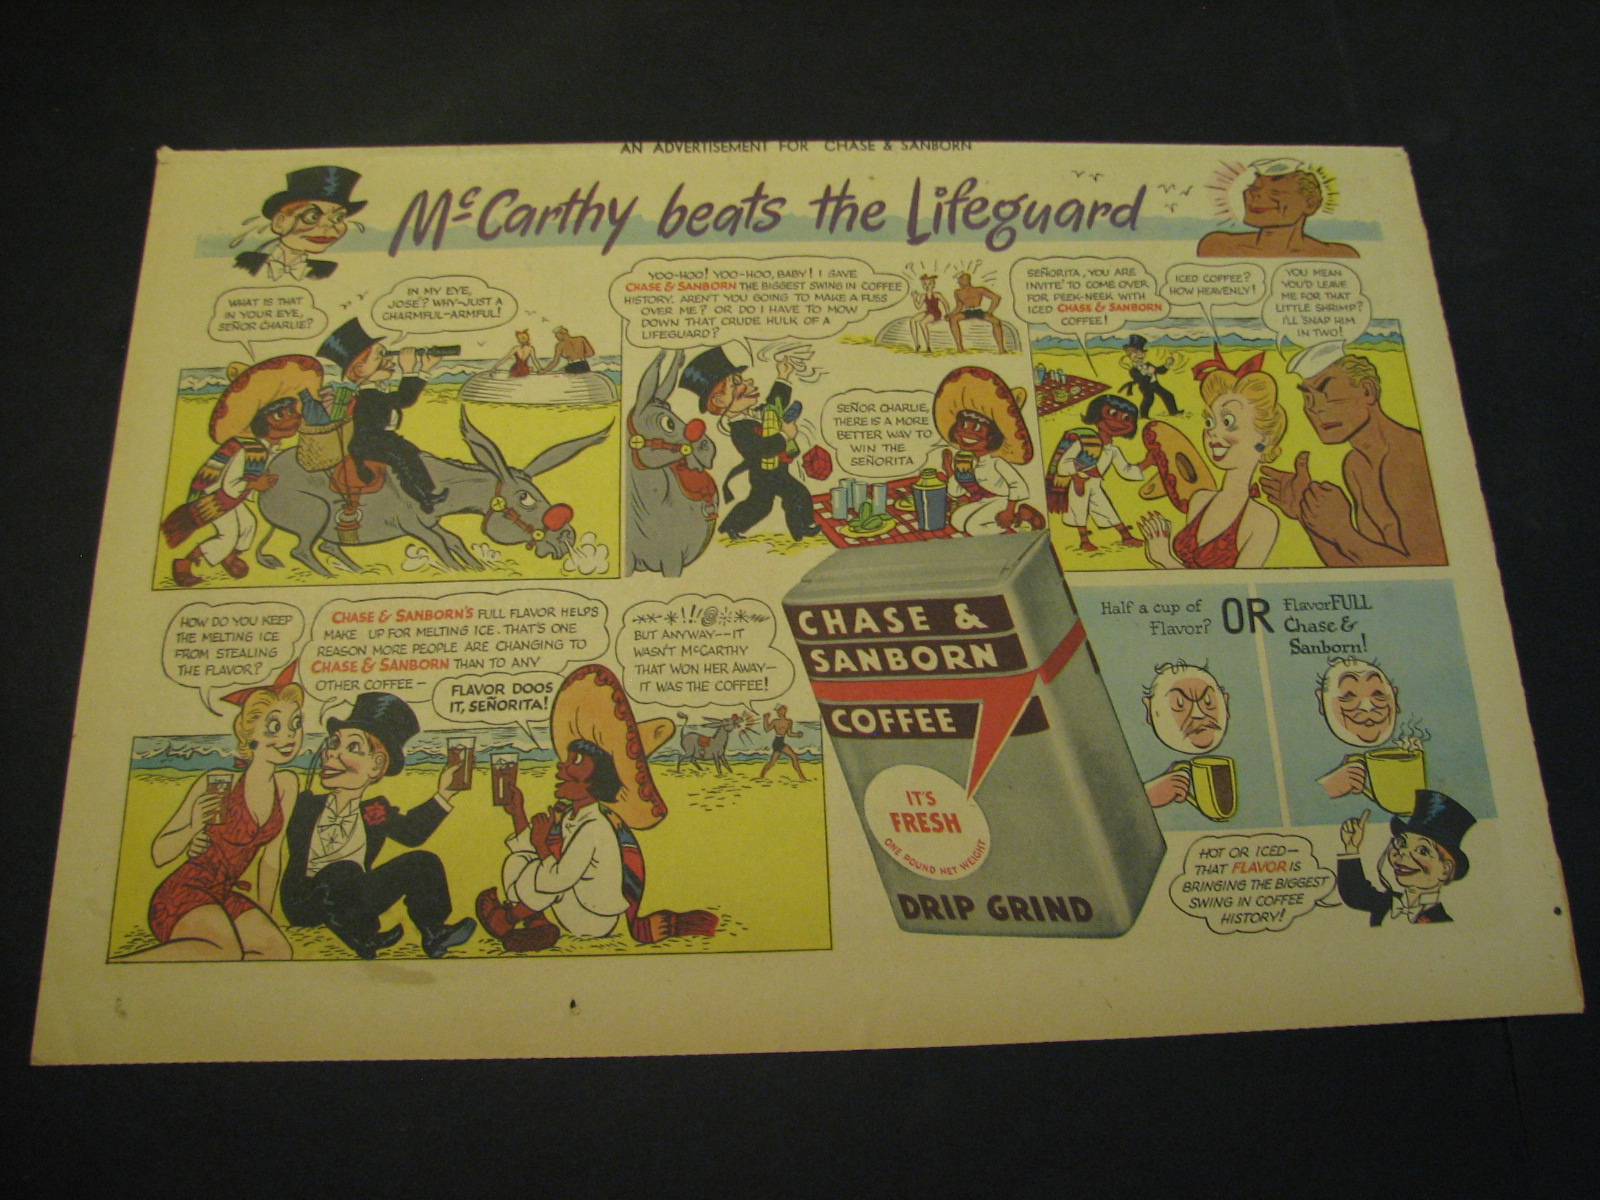 AN ADVERTISEMENT FOR CHASE & SANBORN
McCarthy beats the Lifeguard
WHAT IS THAT
IN YOUR EYE,
SEÑOR CHARLIE?
IN MY EYE,
JOSE? WHY-JUST A
CHARMFUL-ARMFUL!
YOO-HOO! YOO-HOO, BABY! I GAVE
CHASE & SANBORN THE BIGGEST SWING IN COFFEE
HISTORY. AREN'T YOU GOING TO MAKE A FUSS
OVER ME? OR DO I HAVE TO MOW
DOWN THAT CRUDE HULK OF A
LIFEGUARD?
SEÑOR CHARLIE,
THERE IS A MORE
BETTER WAY TO
WIN THE
SEÑORITA
SEÑORITA, YOU ARE
INVITE' TO COME OVER
FOR PEEK-NEEK WITH
ICED CHASE & SANBORN
COFFEE!
ICED COFFEE?
HOW HEAVENLY!
YOU MEAN
YOU'D LEAVE
ME FOR THAT
LITTLE SHRIMP?
I'LL SNAP HIM
IN TWO!
HOW DO YOU KEEP
THE MELTING ICE
FROM STEALING
THE FLAVOR?
CHASE & SANBORN'S FULL FLAVOR HELPS
MAKE UP FOR MELTING ICE. THAT'S ONE
REASON MORE PEOPLE ARE CHANGING TO
CHASE & SANBORN THAN TO ANY
OTHER COFFEE—
FLAVOR DOOS
IT, SEÑORITA!
**-*!!@*** 
BUT ANYWAY--IT
WASN'T McCARTHY
THAT WON HER AWAY—
IT WAS THE COFFEE!
CHASE &
SANBORN
COFFEE
IT'S
FRESH
ONE POUND NET WEIGHT
DRIP GRIND
Half a cup of
Flavor?
OR
FlavorFULL
Chase &
Sanborn!
HOT OR ICED—
THAT FLAVOR IS
BRINGING THE BIGGEST
SWING IN COFFEE
HISTORY!